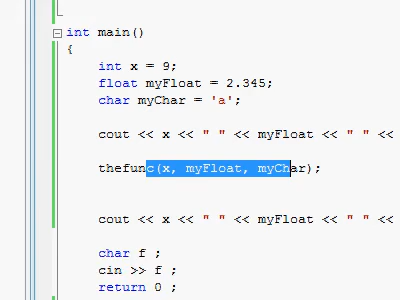 int main()
{
int x = 9;
float myFloat = 2.345;
char myChar = 'a';
cout << x << " " << myFloat << " " <<
thefunc(x, myFloat, myChar);
cout << x << " " << myFloat << " " <<
char f ;
cin >> f ;
return 0 ;